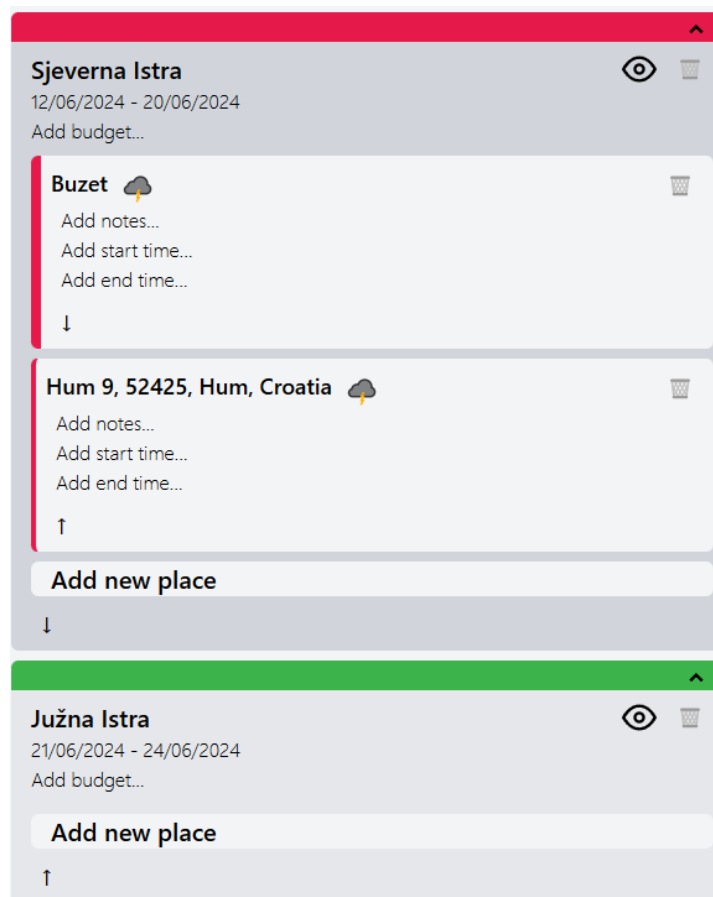 Sjeverna Istra
12/06/2024 - 20/06/2024
Add budget...
Buzet
Add notes...
Add start time...
Add end time...
↓
Hum 9, 52425, Hum, Croatia
Add notes...
Add start time...
Add end time...
↑
Add new place
↓
Južna Istra
21/06/2024 - 24/06/2024
Add budget...
Add new place
↑